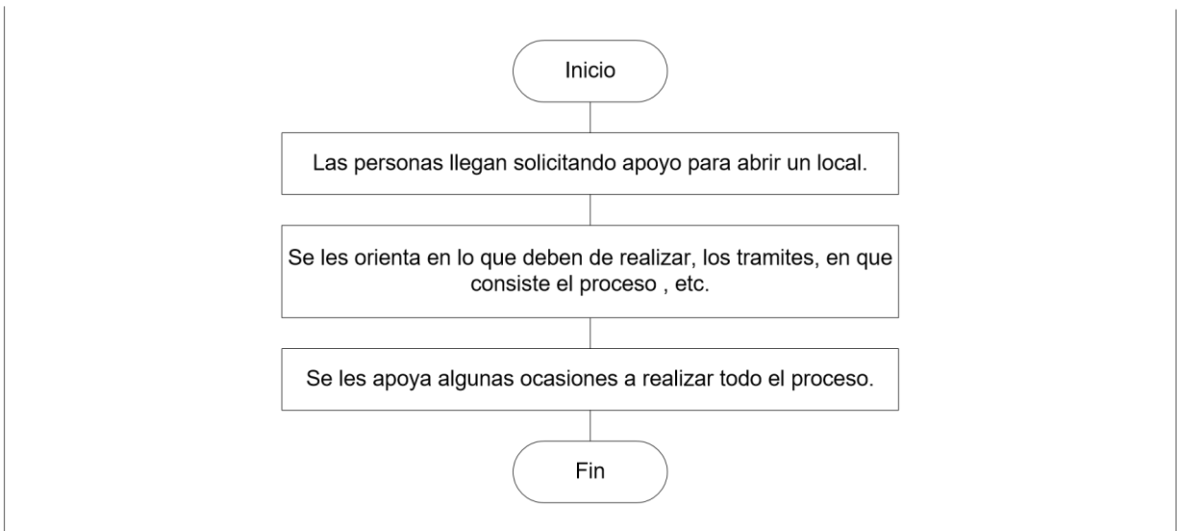 Inicio
Las personas llegan solicitando apoyo para abrir un local.
Se les orienta en lo que deben de realizar, los tramites, en que
consiste el proceso , etc.
Se les apoya algunas ocasiones a realizar todo el proceso.
Fin